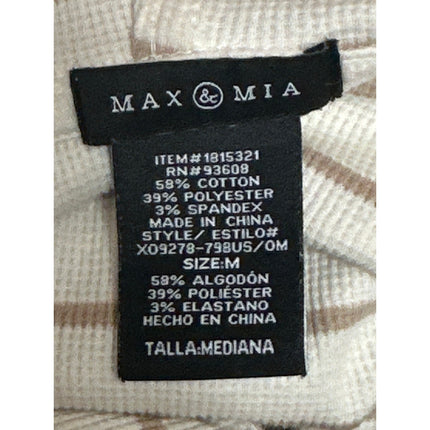 MAX & MIA
ITEM#1815321
RN#93608
58% COTTON
39% POLYESTER
3% SPANDEX
MADE IN CHINA
STYLE/ ESTILO#
XO9278-798US/OM
SIZE:M
58% ALGODÓN
39% POLIÉSTER
3% ELASTANO
HECHO EN CHINA
TALLA:MEDIANA